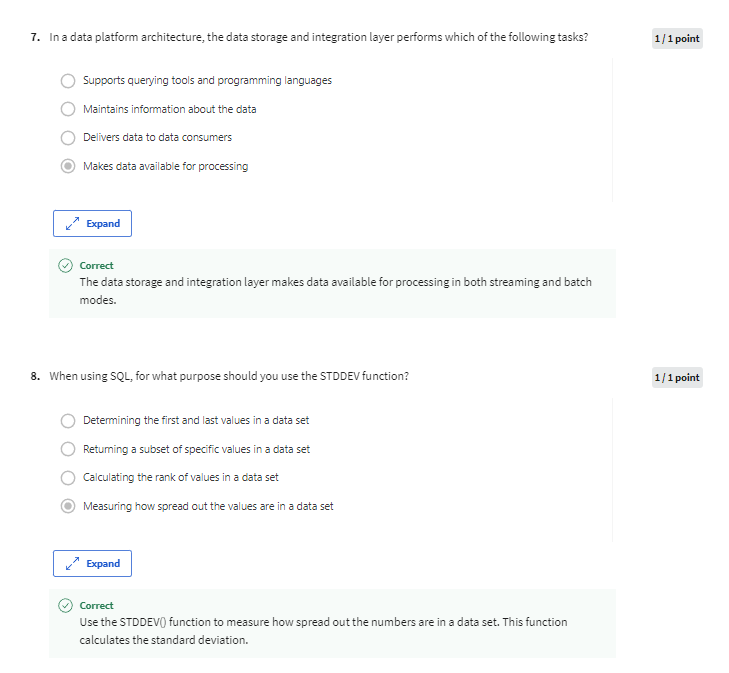 7. In a data platform architecture, the data storage and integration layer performs which of the following tasks?
1 / 1 point
Supports querying tools and programming languages
Maintains information about the data
Delivers data to data consumers
Makes data available for processing
Expand
Correct
The data storage and integration layer makes data available for processing in both streaming and batch
modes.
8. When using SQL, for what purpose should you use the STDDEV function?
1 / 1 point
Determining the first and last values in a data set
Returning a subset of specific values in a data set
Calculating the rank of values in a data set
Measuring how spread out the values are in a data set
Expand
Correct
Use the STDDEV() function to measure how spread out the numbers are in a data set. This function
calculates the standard deviation.